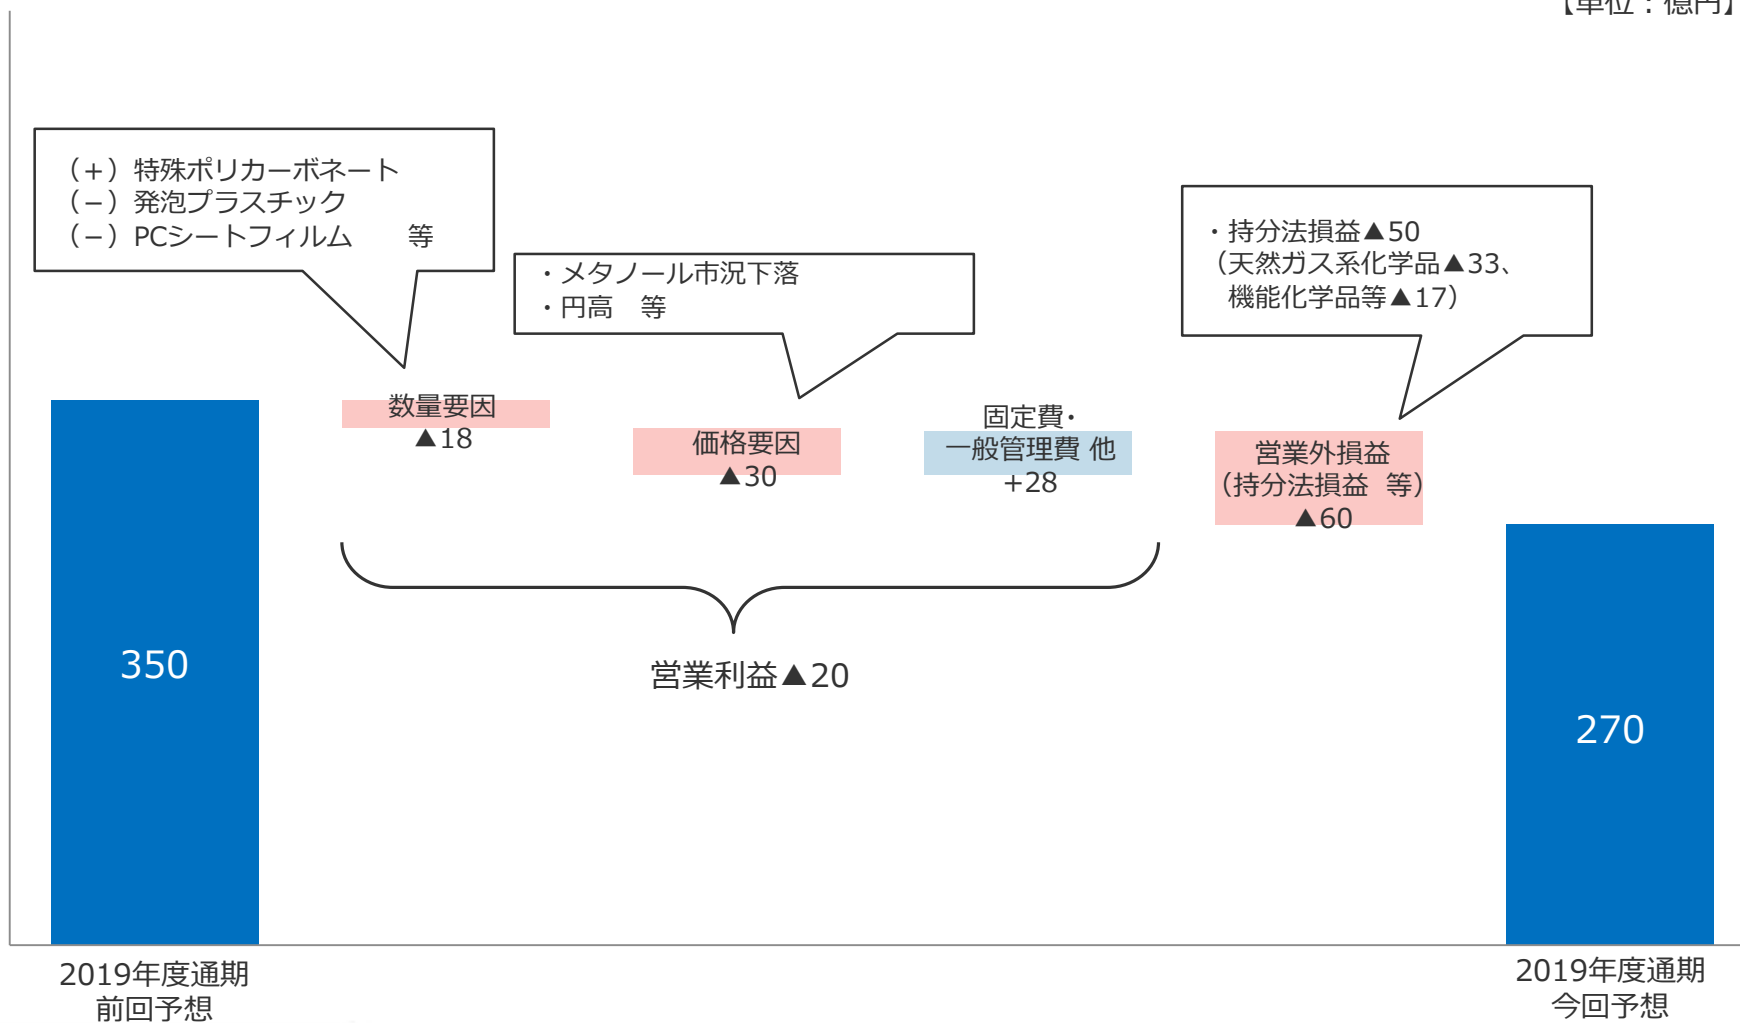 【単位：億円】
（＋）特殊ポリカーボネート
（－）発泡プラスチック
（－）PCシートフィルム　　等
・メタノール市況下落
・円高　等
・持分法損益▲50
（天然ガス系化学品▲33、
機能化学品等▲17）
数量要因
▲18
価格要因
▲30
固定費・
一般管理費 他
+28
営業外損益
（持分法損益 等）
▲60
営業利益▲20
350
270
2019年度通期
前回予想
2019年度通期
今回予想